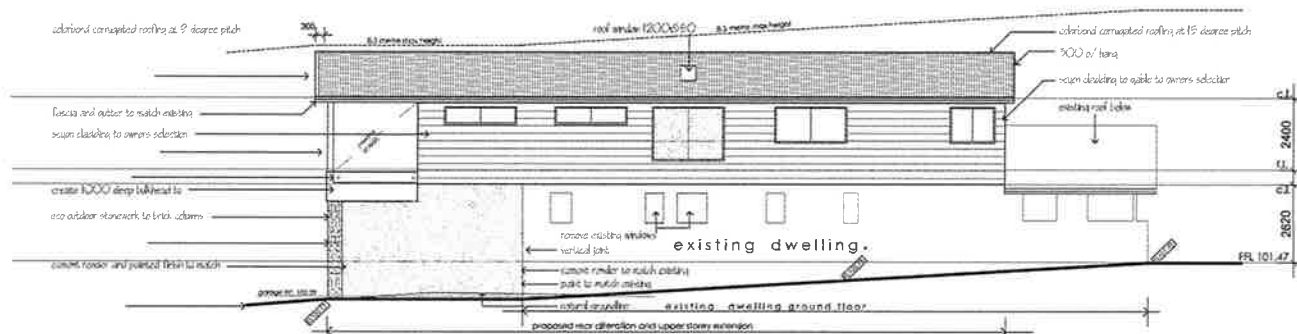 colorbond corrugated roofing at 3 degree pitch
300
8.5 metre max height
roof window 1200x550
8.5 metre max height
colorbond corrugated roofing at 15 degree pitch
500 o/ hang
scyon cladding to gable to owners selection
fascia and gutter to match existing
existing roof below
c.l.
scyon cladding to owners selection
2400
f.l.
create 1000 deep bulkhead to
c.l.
eco outdoor stonework to brick columns
remove existing windows
existing dwelling.
2620
vertical joint
cement render and painted finish to match
cement render to match existing
FFL 101.47
paint to match existing
natural groundline
existing dwelling ground floor
proposed rear alteration and upper storey extension